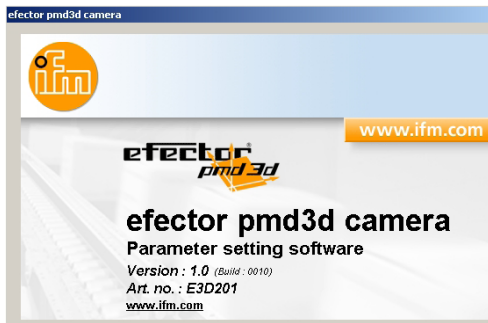 efector pmd3d camera
ifm
www.ifm.com
efector
pmd 3d
efector pmd3d camera
Parameter setting software
Version : 1.0 (Build : 0010)
Art. no. : E3D201
www.ifm.com